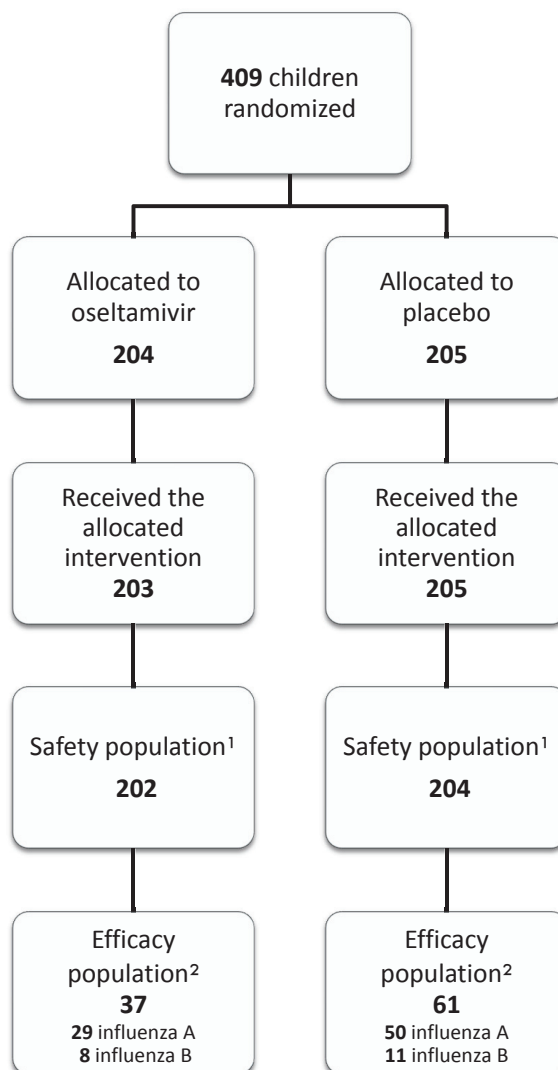 409 children
randomized
Allocated to
oseltamivir
204
Allocated to
placebo
205
Received the
allocated
intervention
203
Received the
allocated
intervention
205
Safety population¹
202
Safety population¹
204
Efficacy
population²
37
29 influenza A
8 influenza B
Efficacy
population²
61
50 influenza A
11 influenza B